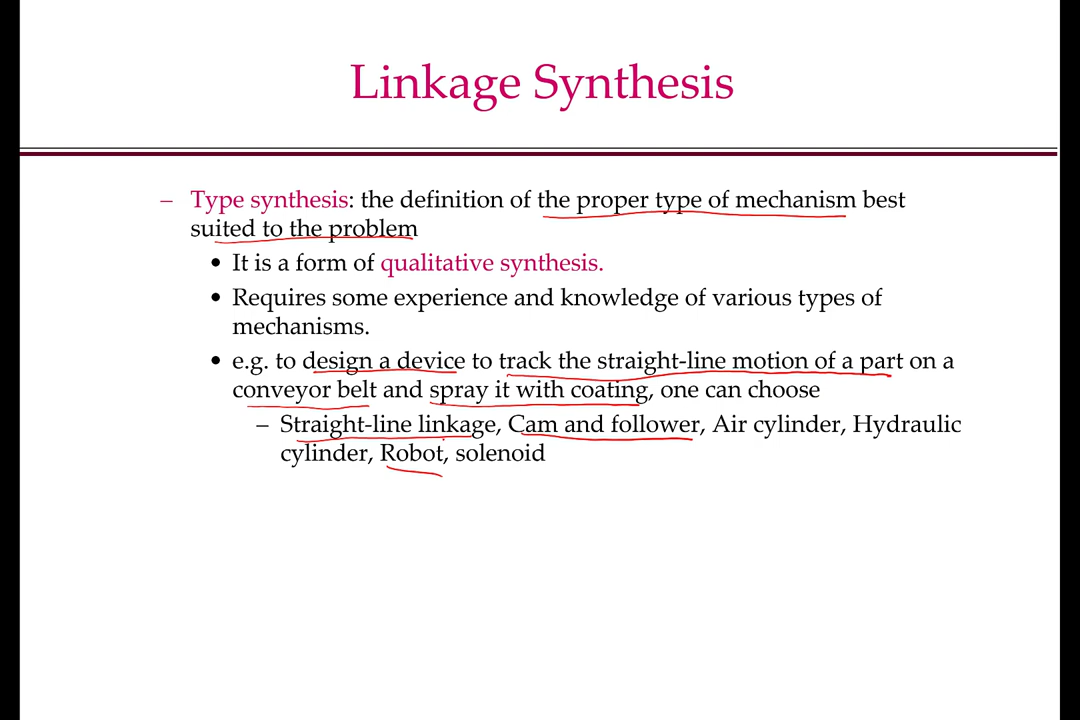 Linkage Synthesis
– Type synthesis: the definition of the proper type of mechanism best
suited to the problem
• It is a form of qualitative synthesis.
• Requires some experience and knowledge of various types of
mechanisms.
• e.g. to design a device to track the straight-line motion of a part on a
conveyor belt and spray it with coating, one can choose
– Straight-line linkage, Cam and follower, Air cylinder, Hydraulic
cylinder, Robot, solenoid